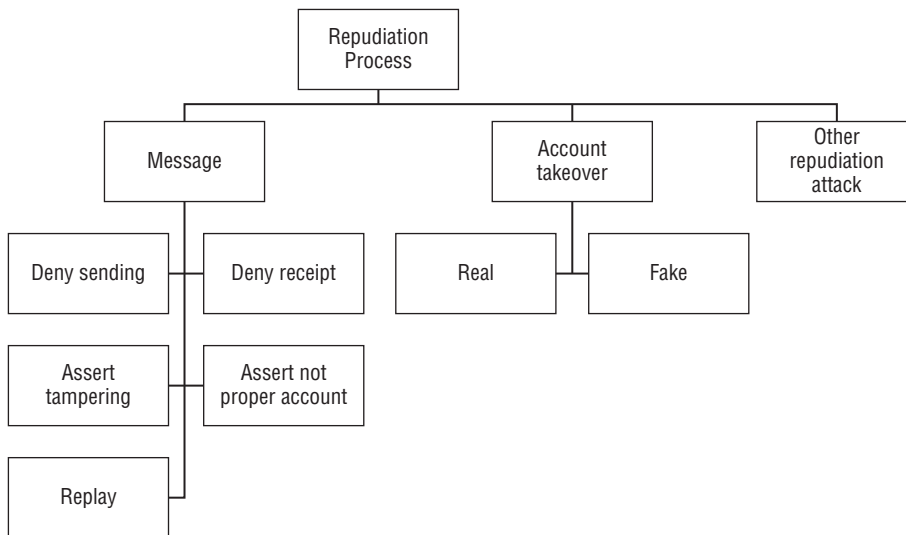 Repudiation
Process
Message
Account
takeover
Other
repudiation
attack
Deny sending
Deny receipt
Real
Fake
Assert
tampering
Assert not
proper account
Replay